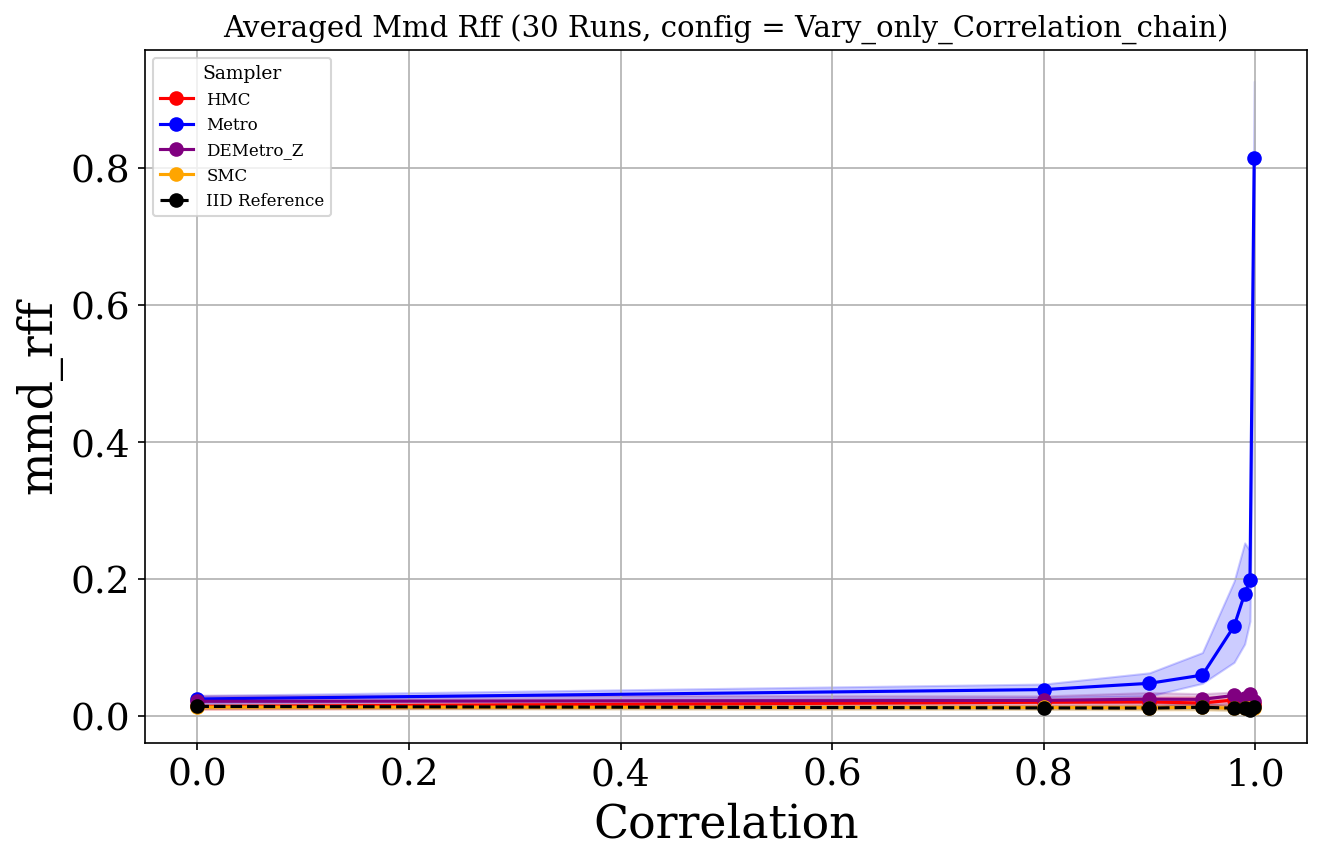 Averaged Mmd Rff (30 Runs, config = Vary_only_Correlation_chain)
Sampler
HMC
Metro
DEMetro_Z
SMC
IID Reference
mmd_rff
0.8
0.6
0.4
0.2
0.0
0.0 0.2 0.4 0.6 0.8 1.0
Correlation